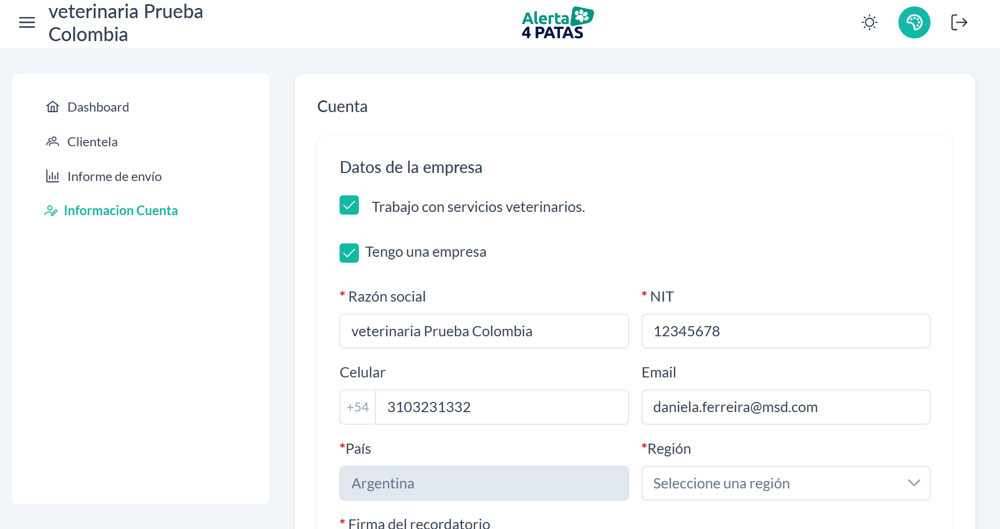 veterinaria Prueba
Colombia
Alerta
4 PATAS
Dashboard
Clientela
Informe de envío
Informacion Cuenta
Cuenta
Datos de la empresa
Trabajo con servicios veterinarios.
Tengo una empresa
* Razón social
* NIT
veterinaria Prueba Colombia
12345678
Celular
Email
+54 3103231332
daniela.ferreira@msd.com
*País
*Región
Argentina
Seleccione una región
* Firma del recordatorio